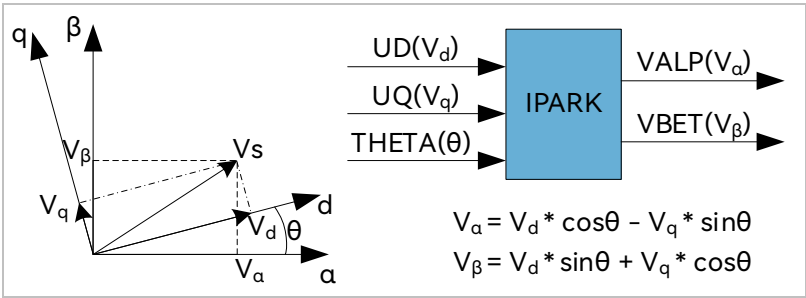 q
β
Vβ
Vs
Vq
Vd
d
θ
Vα
α
UD(Vd)
UQ(Vq)
THETA(θ)
IPARK
VALP(Vα)
VBET(Vβ)
Vα = Vd * cosθ – Vq * sinθ
Vβ = Vd * sinθ + Vq * cosθ